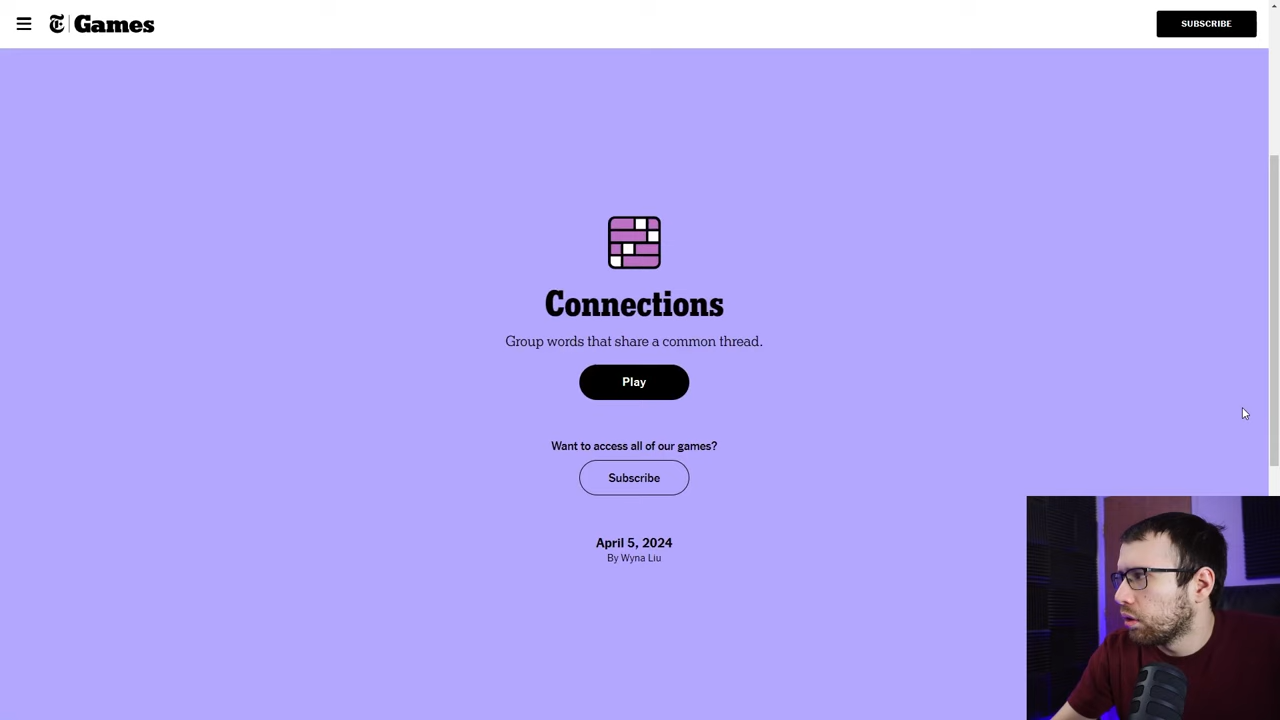 Games
SUBSCRIBE
Connections
Group words that share a common thread.
Play
Want to access all of our games?
Subscribe
April 5, 2024
By Wyna Liu